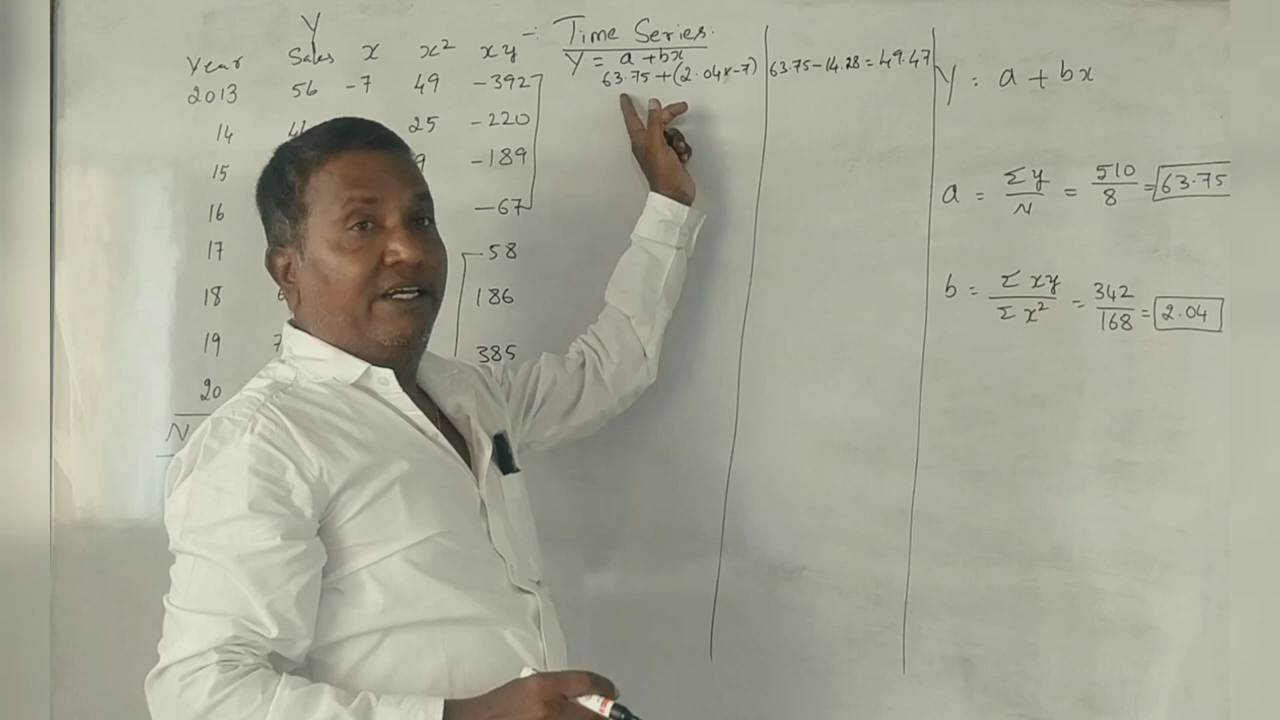 Time Series.
Y
Year Sales x x² xy
2013 56 -7 49 -392
14 25 -220
15 -189
16 -67
17 58
18 186
19 7 385
20
N
Y = a + bx
63.75 + (2.04 x -7) 63.75 - 14.28 = 49.47
Y = a + bx
a = Σy / N = 510 / 8 = 63.75
b = Σxy / Σx² = 342 / 168 = 2.04